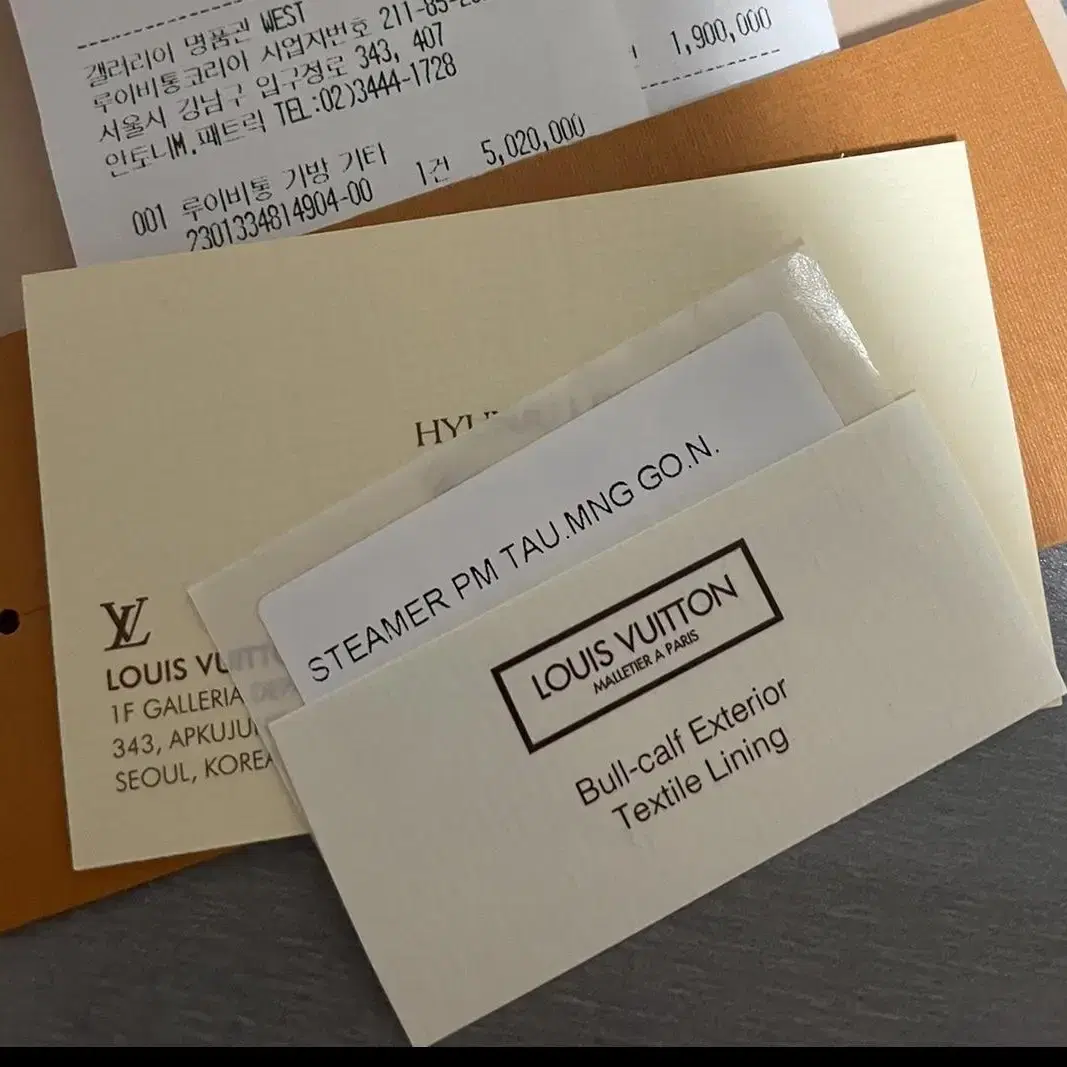 갤러리아 명품관 WEST
루이비통코리아 사업자번호 211-85-
서울시 강남구 압구정로 343, 407
안토니M.패트릭 TEL:02)3444-1728
1,900,000
001 루이비통 가방 기타 1건 5,020,000
2301334814904-00
STEAMER PM TAU.MNG GO.N.
LV
LOUIS
1F GALLERIA
343,
SEOUL, KOREA
LOUIS VUITTON
MALLETIER A PARIS
Bull-calf Exterior
Textile Lining